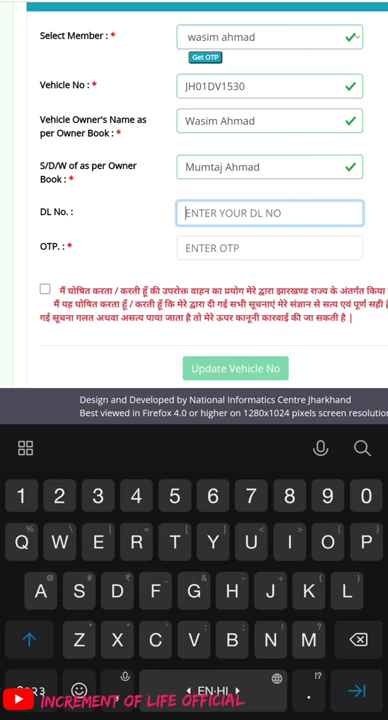 Select Member : *
wasim ahmad
Get OTP
Vehicle No : *
JH01DV1530
Vehicle Owner's Name as per Owner Book : *
Wasim Ahmad
S/D/W of as per Owner Book : *
Mumtaj Ahmad
DL No. :
ENTER YOUR DL NO
OTP. : *
ENTER OTP
मैं घोषित करता / करती हूँ की उपरोक्त वाहन का प्रयोग मेरे द्वारा झारखण्ड राज्य के अंतर्गत किया
मैं यह घोषित करता हूँ / करती हूँ कि मेरे द्वारा दी गई सभी सूचनाएं मेरे संज्ञान से सत्य एवं पूर्ण सही है
गई सूचना गलत अथवा असत्य पाया जाता है तो मेरे ऊपर कानूनी कारवाई की जा सकती है |
Update Vehicle No
Design and Developed by National Informatics Centre Jharkhand
Best viewed in Firefox 4.0 or higher on 1280x1024 pixels screen resolution
1 2 3 4 5 6 7 8 9 0
Q W E R T Y U I O P
A S D F G H J K L
Z X C V B N M
EN·HI
INCREMENT OF LIFE OFFICIAL